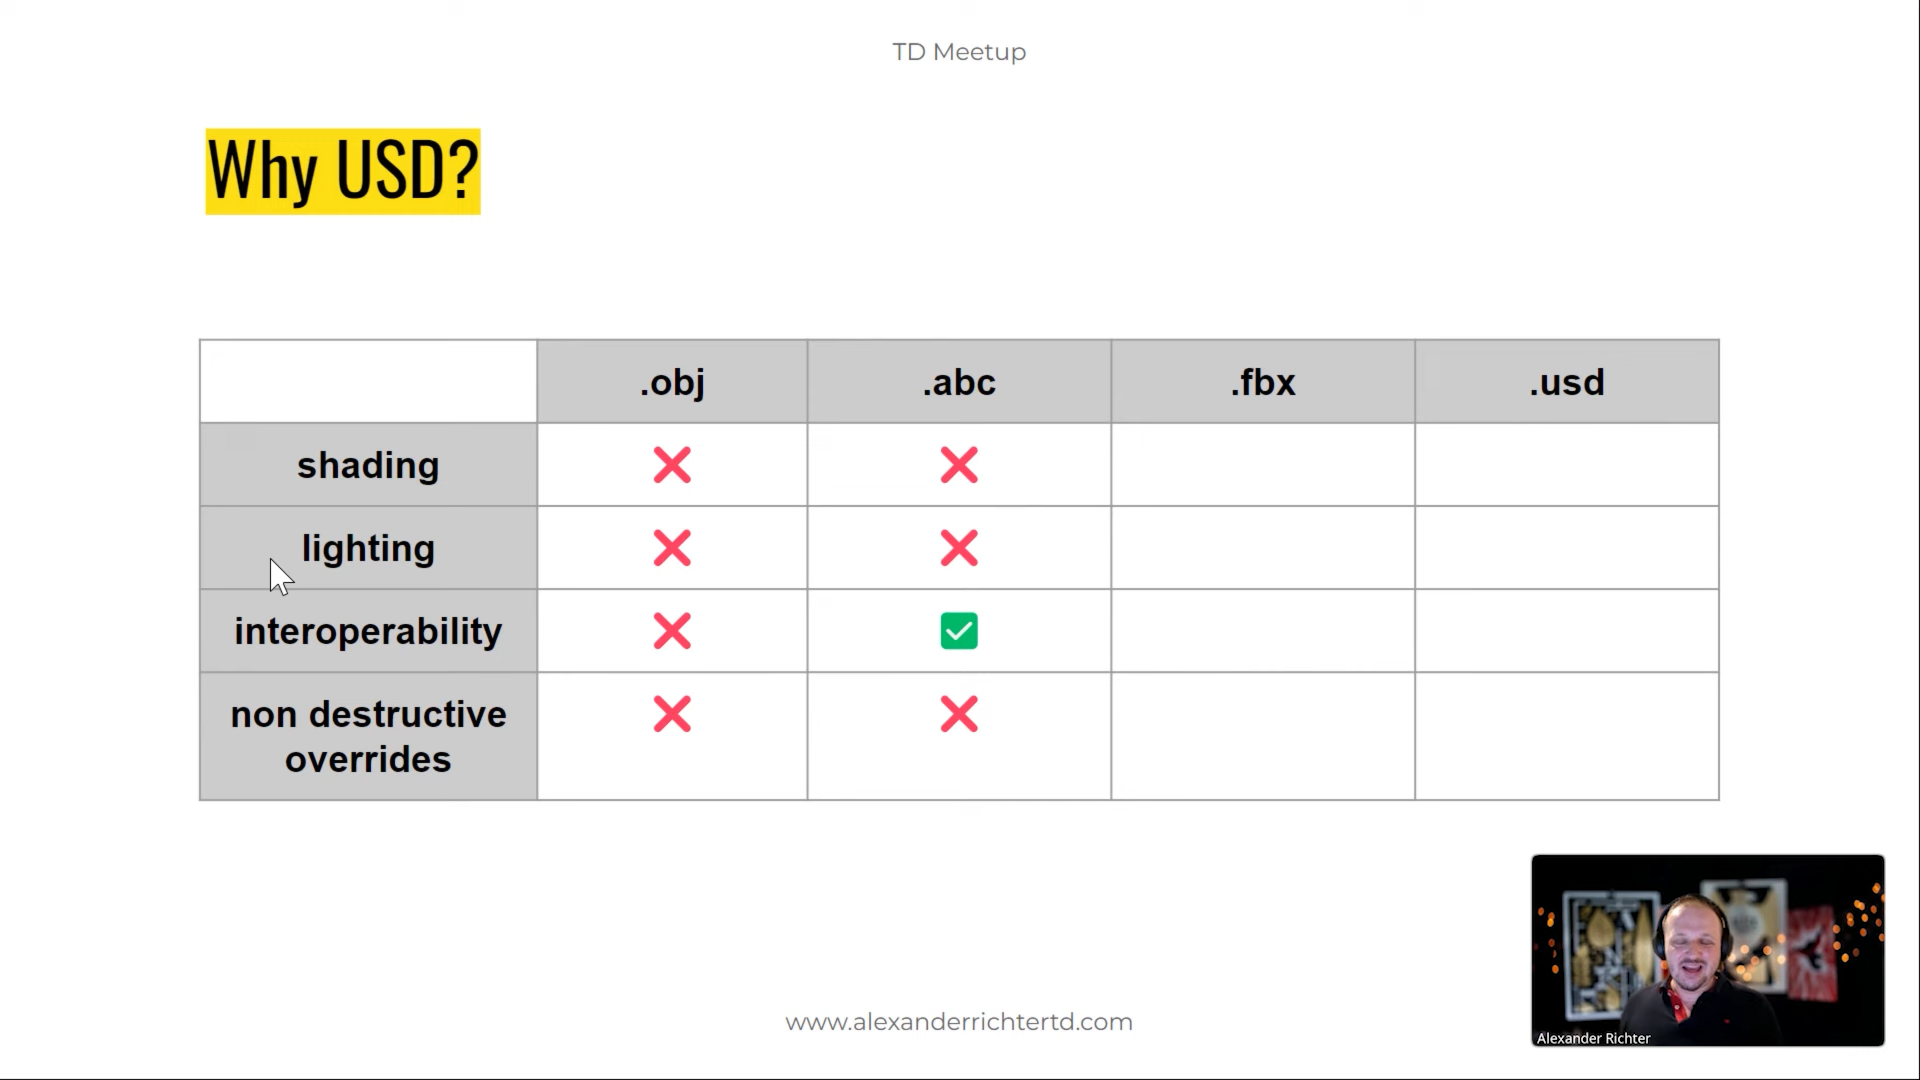 TD Meetup
Why USD?
.obj .abc .fbx .usd
shading
lighting
interoperability
non destructive
overrides
www.alexanderrichtertd.com
Alexander Richter